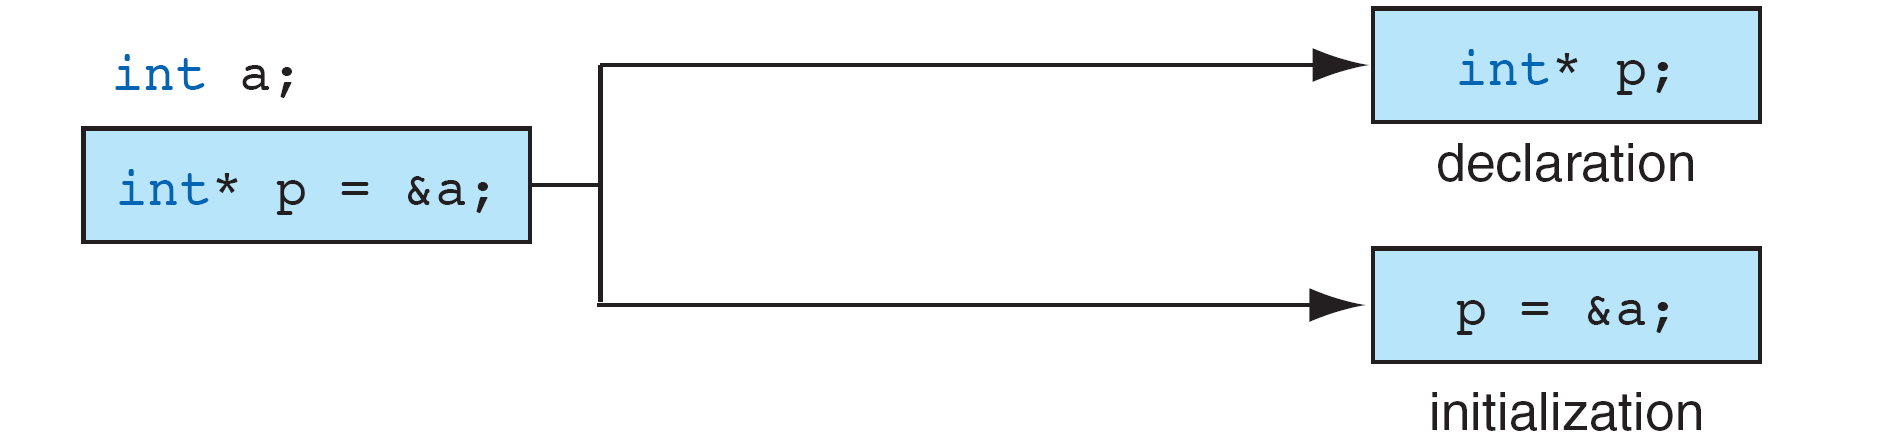 int a;
int* p = &a;
int* p;
declaration
p = &a;
initialization